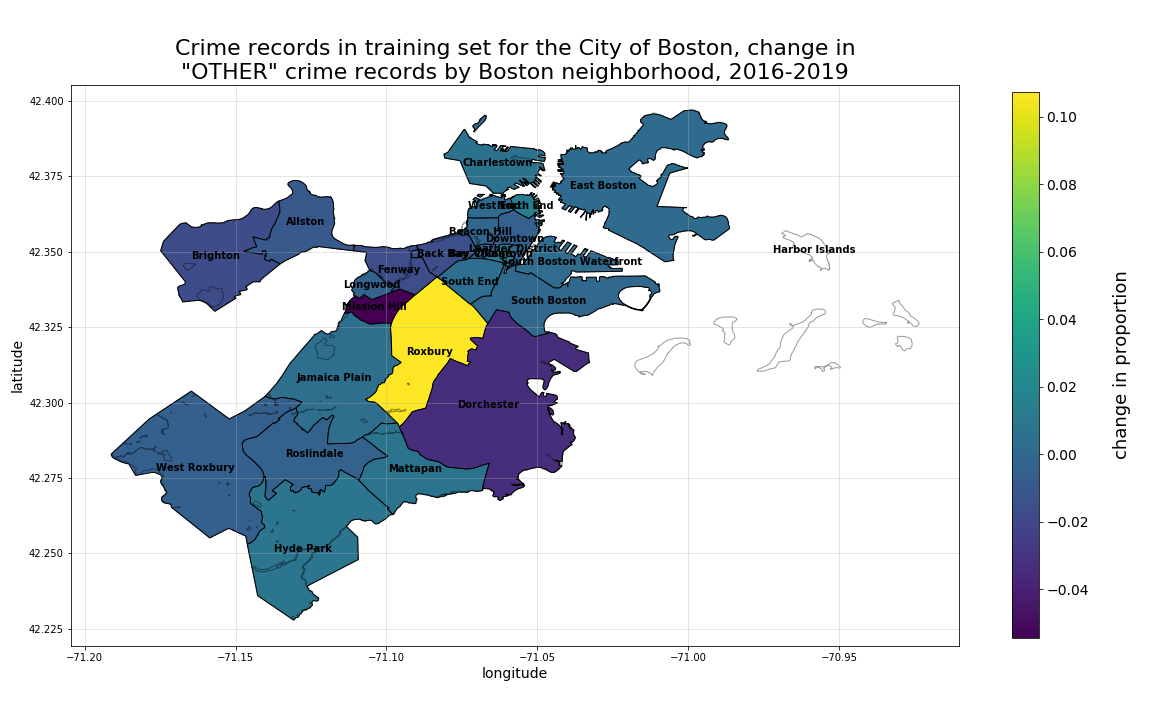 Crime records in training set for the City of Boston, change in
"OTHER" crime records by Boston neighborhood, 2016-2019
42.400
42.375
42.350
42.325
42.300
42.275
42.250
42.225
latitude
−71.20
−71.15
−71.10
−71.05
−71.00
−70.95
longitude
Charlestown
East Boston
West End
North End
Allston
Beacon Hill
Downtown
Brighton
Back Bay
Leather District
Harbor Islands
South Boston Waterfront
Fenway
South End
Longwood
South Boston
Mission Hill
Roxbury
Jamaica Plain
Dorchester
Roslindale
West Roxbury
Mattapan
Hyde Park
0.10
0.08
0.06
0.04
0.02
0.00
−0.02
−0.04
change in proportion